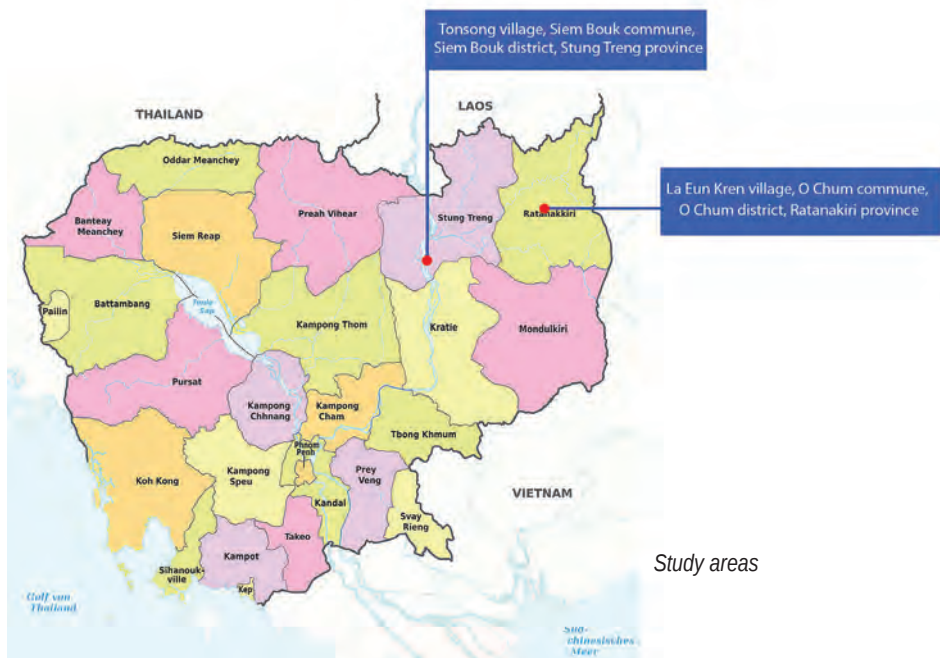 Tonsong village, Siem Bouk commune,
Siem Bouk district, Stung Treng province
THAILAND
LAOS
Oddar Meanchey
La Eun Kren village, O Chum commune,
O Chum district, Ratanakiri province
Banteay
Meanchey
Siem Reap
Preah Vihear
Stung Treng
Ratanakkiri
Battambang
Pailin
Tonle
Sap
Kampong Thom
Kratie
Mondulkiri
Pursat
Kampong
Chhnang
Kampong
Cham
Tbong Khmum
Phnom
Penh
Koh Kong
Kampong
Speu
Prey
Veng
Kandal
Svay
Rieng
VIETNAM
Takeo
Kampot
Sihanouk-
ville
Kep
Study areas
Golf von
Thailand
Süd-
chinesisches
Meer